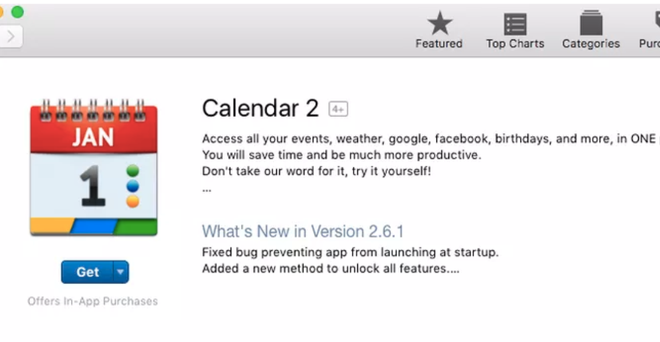 Featured
Top Charts
Categories
Calendar 2 4+
Access all your events, weather, google, facebook, birthdays, and more, in ONE
You will save time and be much more productive.
Don't take our word for it, try it yourself!
...
JAN
1
What's New in Version 2.6.1
Fixed bug preventing app from launching at startup.
Added a new method to unlock all features....
Get
Offers In-App Purchases